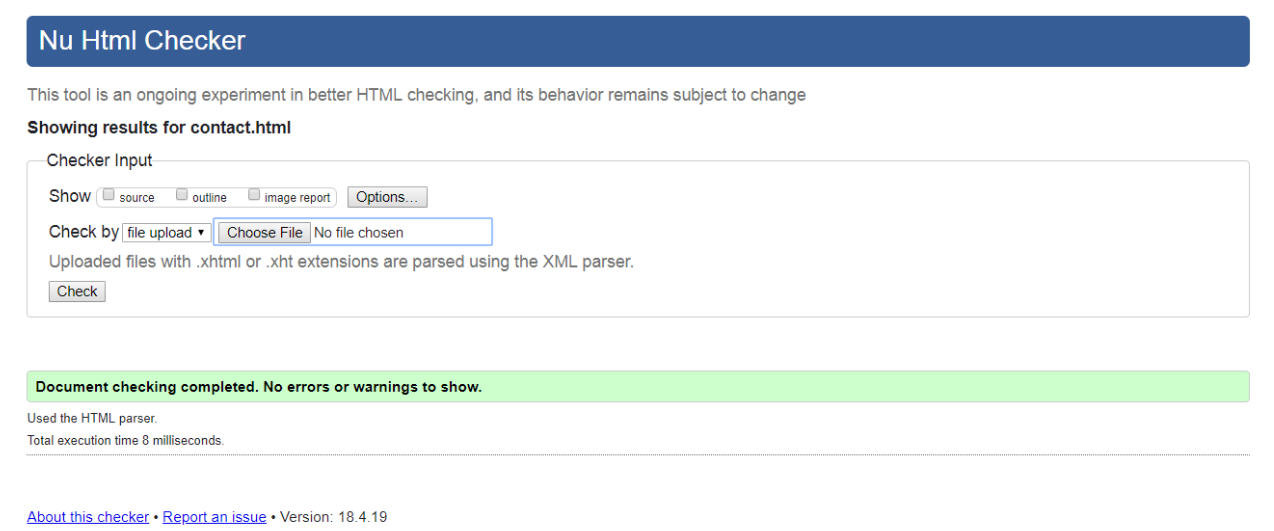 Nu Html Checker
This tool is an ongoing experiment in better HTML checking, and its behavior remains subject to change
Showing results for contact.html
Checker Input
Show source outline image report Options...
Check by file upload Choose File No file chosen
Uploaded files with .xhtml or .xht extensions are parsed using the XML parser.
Check
Document checking completed. No errors or warnings to show.
Used the HTML parser.
Total execution time 8 milliseconds.
About this checker • Report an issue • Version: 18.4.19